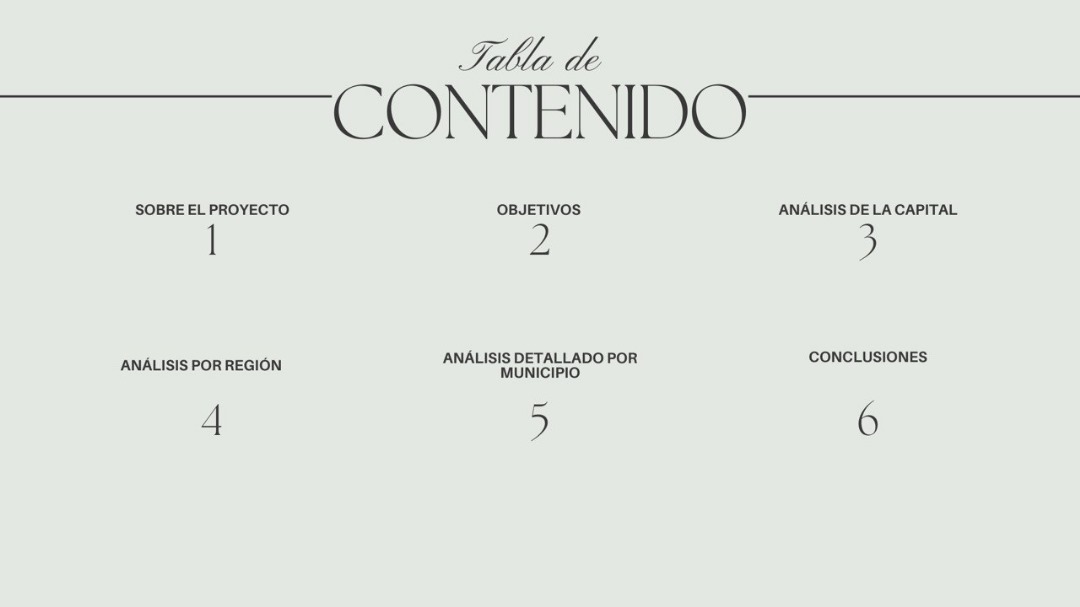 Tabla de
CONTENIDO
SOBRE EL PROYECTO
1
OBJETIVOS
2
ANÁLISIS DE LA CAPITAL
3
ANÁLISIS POR REGIÓN
4
ANÁLISIS DETALLADO POR
MUNICIPIO
5
CONCLUSIONES
6